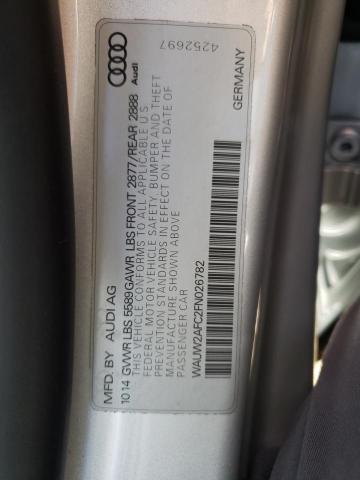 MFD. BY AUDI AG
10 14 GVWR LBS 5589 GAWR LBS FRONT 2877/REAR 2888
THIS VEHICLE CONFORMS TO ALL APPLICABLE U S
FEDERAL MOTOR VEHICLE SAFETY, BUMPER AND THEFT
PREVENTION STANDARDS IN EFFECT ON THE DATE OF
MANUFACTURE SHOWN ABOVE
PASSENGER CAR
WAUW2AFC2FN026782
Audi
4252697
GERMANY